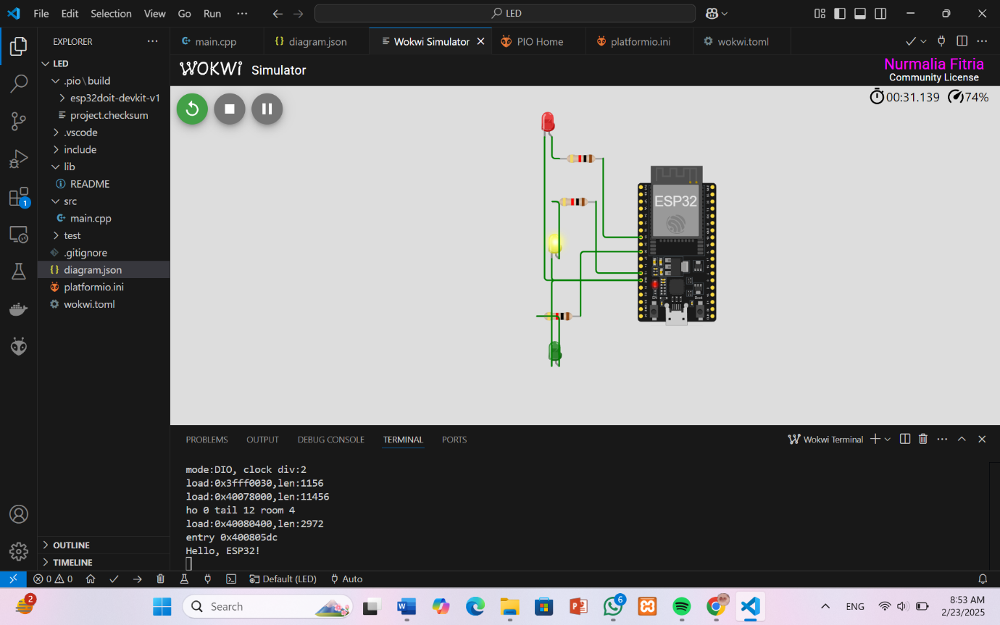 File Edit Selection View Go Run ··· LED
EXPLORER ···
main.cpp
diagram.json
Wokwi Simulator
PIO Home
platformio.ini
wokwi.toml
LED
.pio\build
esp32doit-devkit-v1
project.checksum
.vscode
include
lib
README
src
main.cpp
test
.gitignore
diagram.json
platformio.ini
wokwi.toml
OUTLINE
TIMELINE
1
WOKWI Simulator
Nurmalia Fitria
Community License
00:31.139 74%
ESP32
EN Boot
PROBLEMS OUTPUT DEBUG CONSOLE TERMINAL PORTS
Wokwi Terminal
mode:DIO, clock div:2
load:0x3fff0030,len:1156
load:0x40078000,len:11456
ho 0 tail 12 room 4
load:0x40080400,len:2972
entry 0x400805dc
Hello, ESP32!
0 0 Default (LED) Auto
2
Search
6
ENG
8:53 AM
2/23/2025